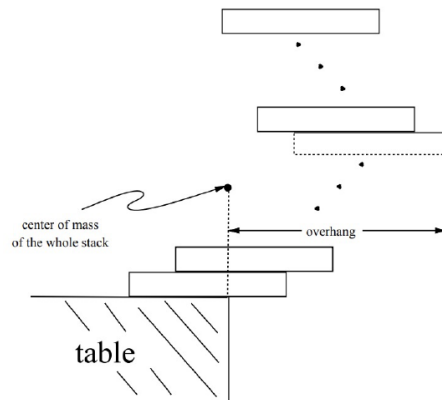 center of mass
of the whole stack
overhang
table